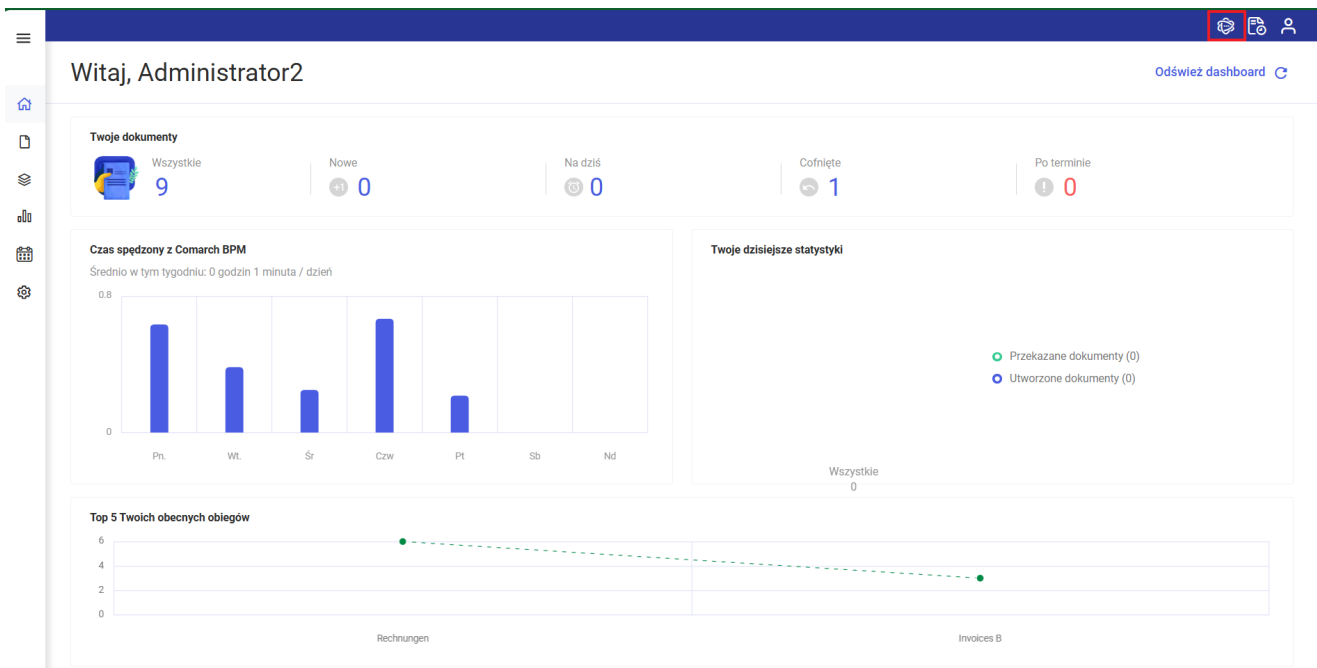 Witaj, Administrator2
Odśwież dashboard
Twoje dokumenty
Wszystkie
9
Nowe
+1 0
Na dziś
0
Cofnięte
1
Po terminie
0
Czas spędzony z Comarch BPM
Średnio w tym tygodniu: 0 godzin 1 minuta / dzień
0.8
0
Pn. Wt. Śr Czw Pt Sb Nd
Twoje dzisiejsze statystyki
Przekazane dokumenty (0)
Utworzone dokumenty (0)
Wszystkie
0
Top 5 Twoich obecnych obiegów
6
4
2
0
Rechnungen Invoices B